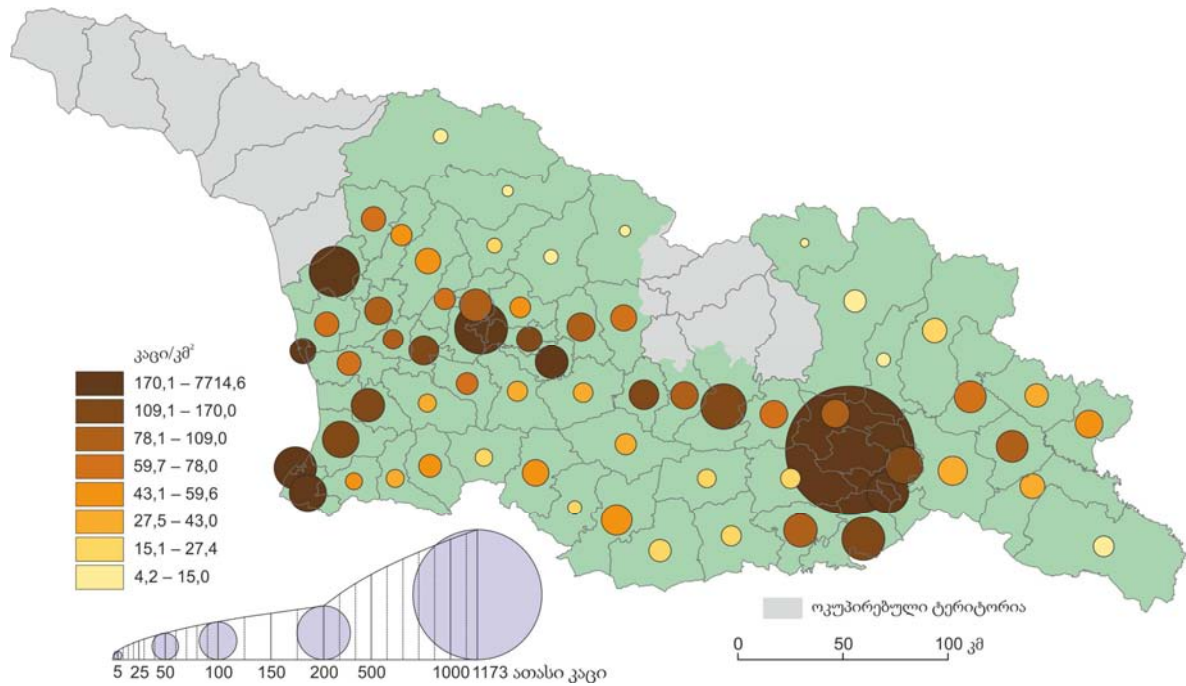 კაცი/კმ²
170,1 – 7714,6
109,1 – 170,0
78,1 – 109,0
59,7 – 78,0
43,1 – 59,6
27,5 – 43,0
15,1 – 27,4
4,2 – 15,0
ოკუპირებული ტერიტორია
0 50 100 კმ
5 25 50 100 150 200 500 1000 1173 ათასი კაცი